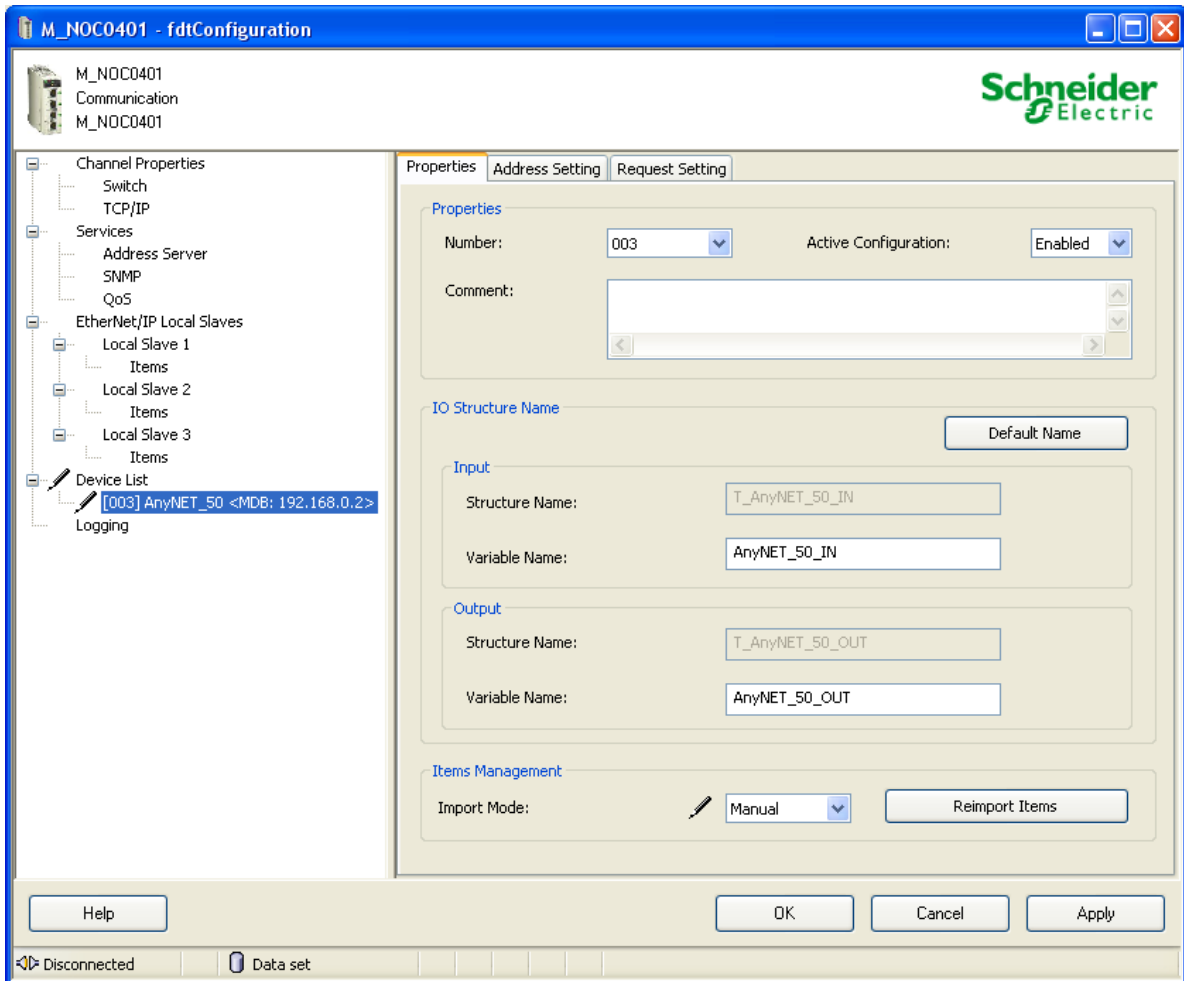 M_NOC0401 - fdtConfiguration
M_NOC0401
Communication
M_NOC0401
Schneider
Electric
Channel Properties
Switch
TCP/IP
Services
Address Server
SNMP
QoS
EtherNet/IP Local Slaves
Local Slave 1
Items
Local Slave 2
Items
Local Slave 3
Items
Device List
[003] AnyNET_50 <MDB: 192.168.0.2>
Logging
Properties Address Setting Request Setting
Properties
Number: 003 Active Configuration: Enabled
Comment:
IO Structure Name
Default Name
Input
Structure Name: T_AnyNET_50_IN
Variable Name: AnyNET_50_IN
Output
Structure Name: T_AnyNET_50_OUT
Variable Name: AnyNET_50_OUT
Items Management
Import Mode: Manual Reimport Items
Help OK Cancel Apply
Disconnected Data set